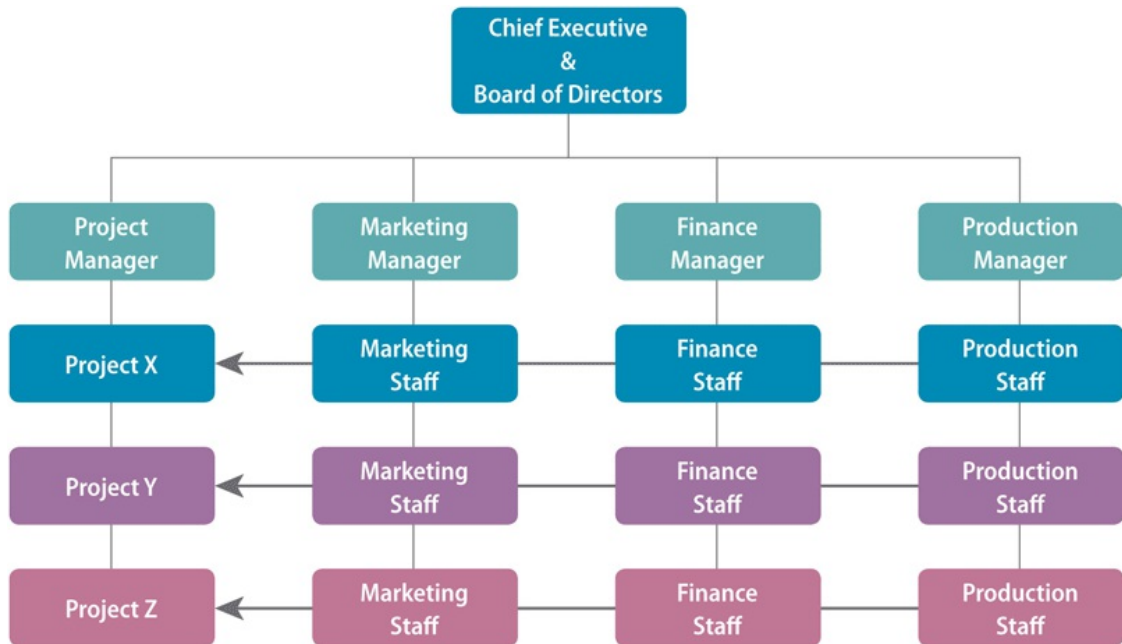 Chief Executive
&
Board of Directors
Project
Manager
Marketing
Manager
Finance
Manager
Production
Manager
Project X
Marketing
Staff
Finance
Staff
Production
Staff
Project Y
Marketing
Staff
Finance
Staff
Production
Staff
Project Z
Marketing
Staff
Finance
Staff
Production
Staff